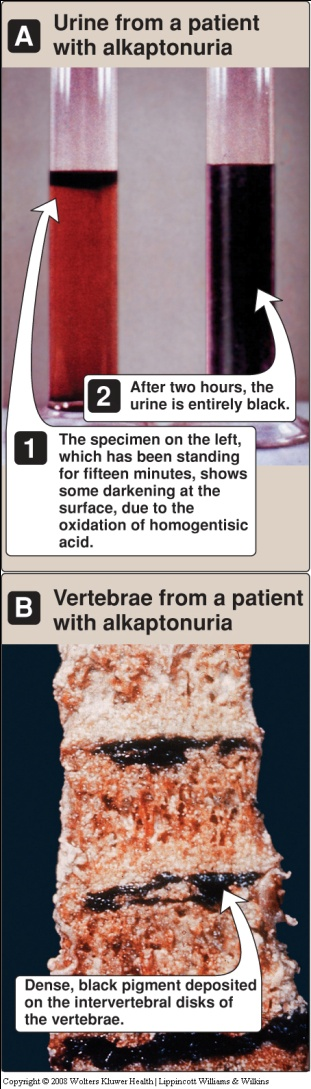 A
Urine from a patient
with alkaptonuria
2
After two hours, the
urine is entirely black.
1
The specimen on the left,
which has been standing
for fifteen minutes, shows
some darkening at the
surface, due to the
oxidation of homogentisic
acid.
B
Vertebrae from a patient
with alkaptonuria
Dense, black pigment deposited
on the intervertebral disks of
the vertebrae.
Copyright © 2008 Wolters Kluwer Health | Lippincott Williams & Wilkins